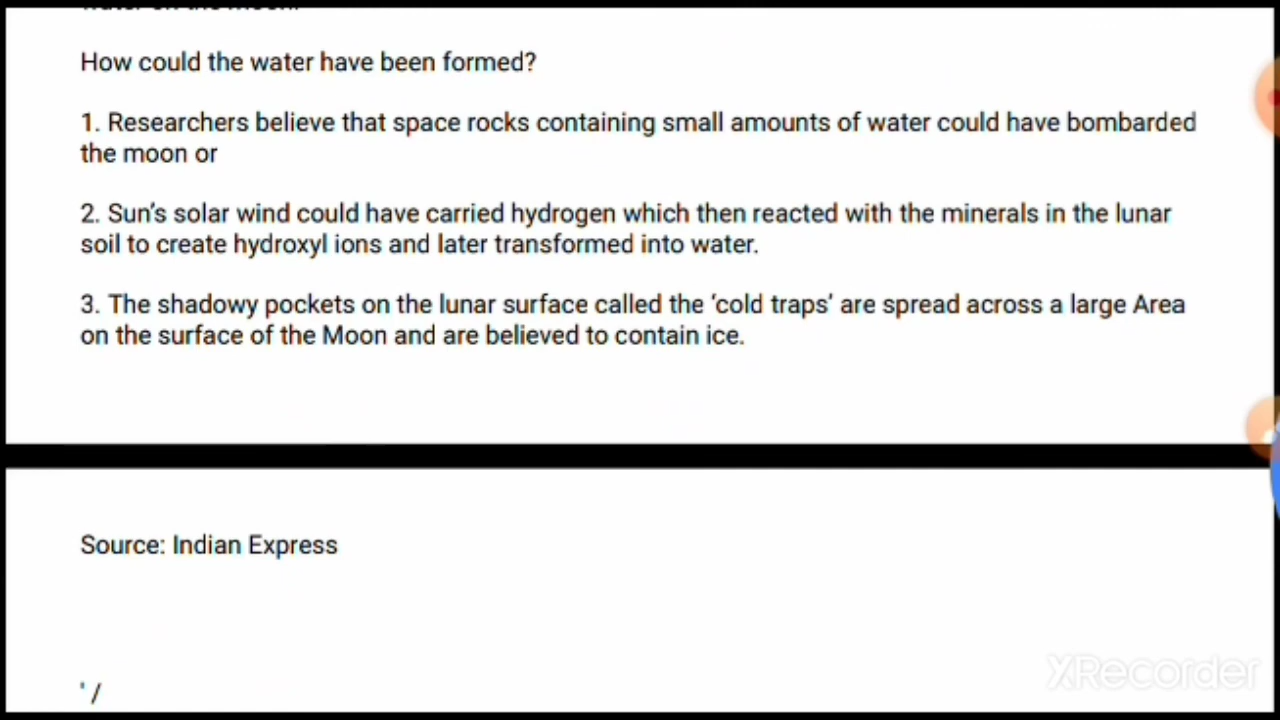 How could the water have been formed?
1. Researchers believe that space rocks containing small amounts of water could have bombarded
the moon or
2. Sun's solar wind could have carried hydrogen which then reacted with the minerals in the lunar
soil to create hydroxyl ions and later transformed into water.
3. The shadowy pockets on the lunar surface called the 'cold traps' are spread across a large Area
on the surface of the Moon and are believed to contain ice.
Source: Indian Express
' /
XRecorder